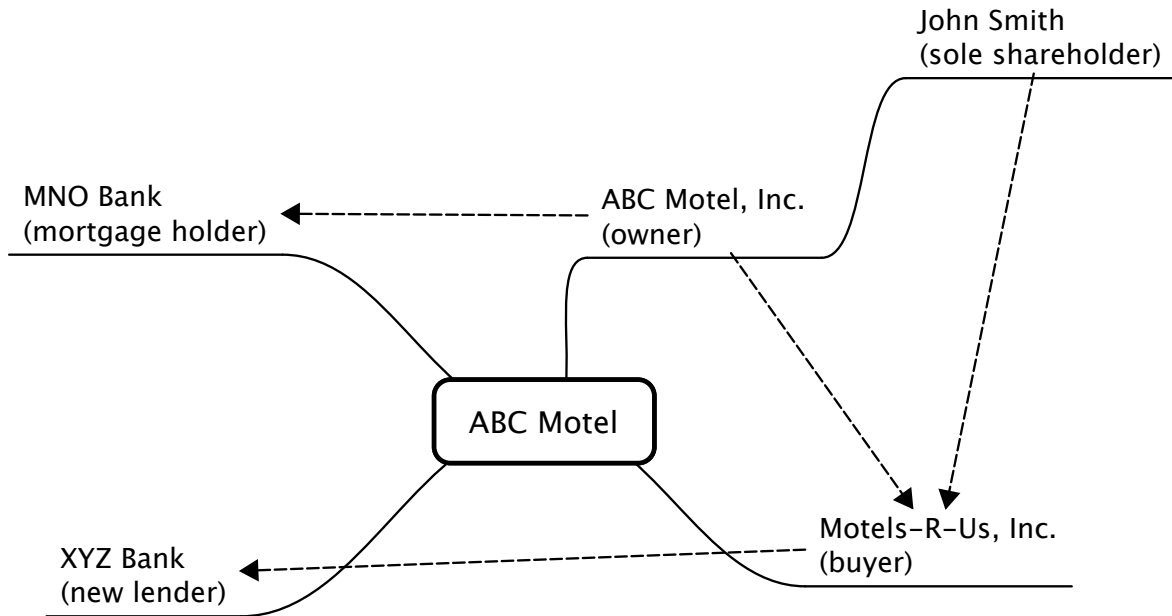 John Smith
(sole shareholder)
MNO Bank
(mortgage holder)
ABC Motel, Inc.
(owner)
ABC Motel
Motels-R-Us, Inc.
(buyer)
XYZ Bank
(new lender)